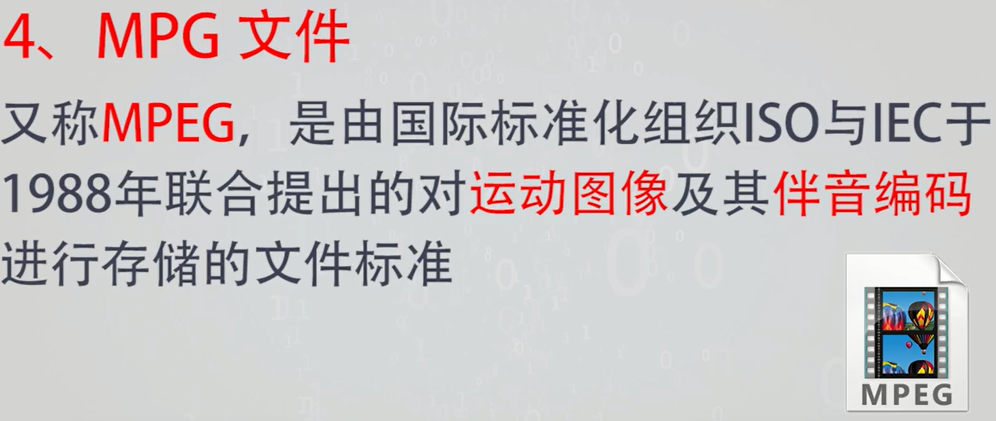 4、MPG 文件
又称MPEG，是由国际标准化组织ISO与IEC于
1988年联合提出的对运动图像及其伴音编码
进行存储的文件标准
MPEG